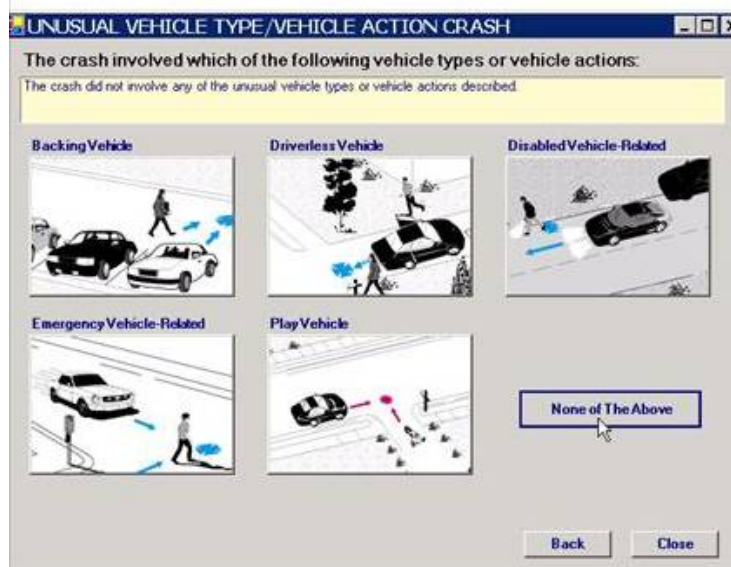 UNUSUAL VEHICLE TYPE/VEHICLE ACTION CRASH
The crash involved which of the following vehicle types or vehicle actions:
The crash did not involve any of the unusual vehicle types or vehicle actions described.
Backing Vehicle
Driverless Vehicle
Disabled Vehicle-Related
Emergency Vehicle-Related
Play Vehicle
None of The Above
Back
Close